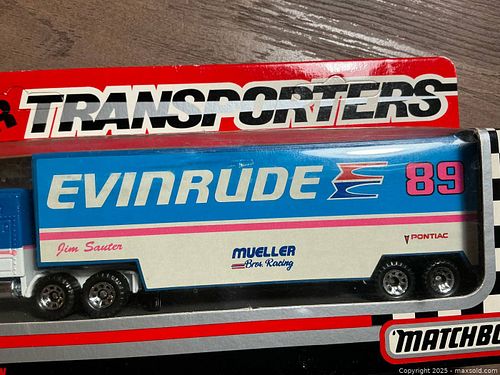 R TRANSPORTERS
EVINRUDE 89
Jim Sauter
MUELLER
Bros. Racing
PONTIAC
MATCHBO
Copyright 2025 - maxsold.com